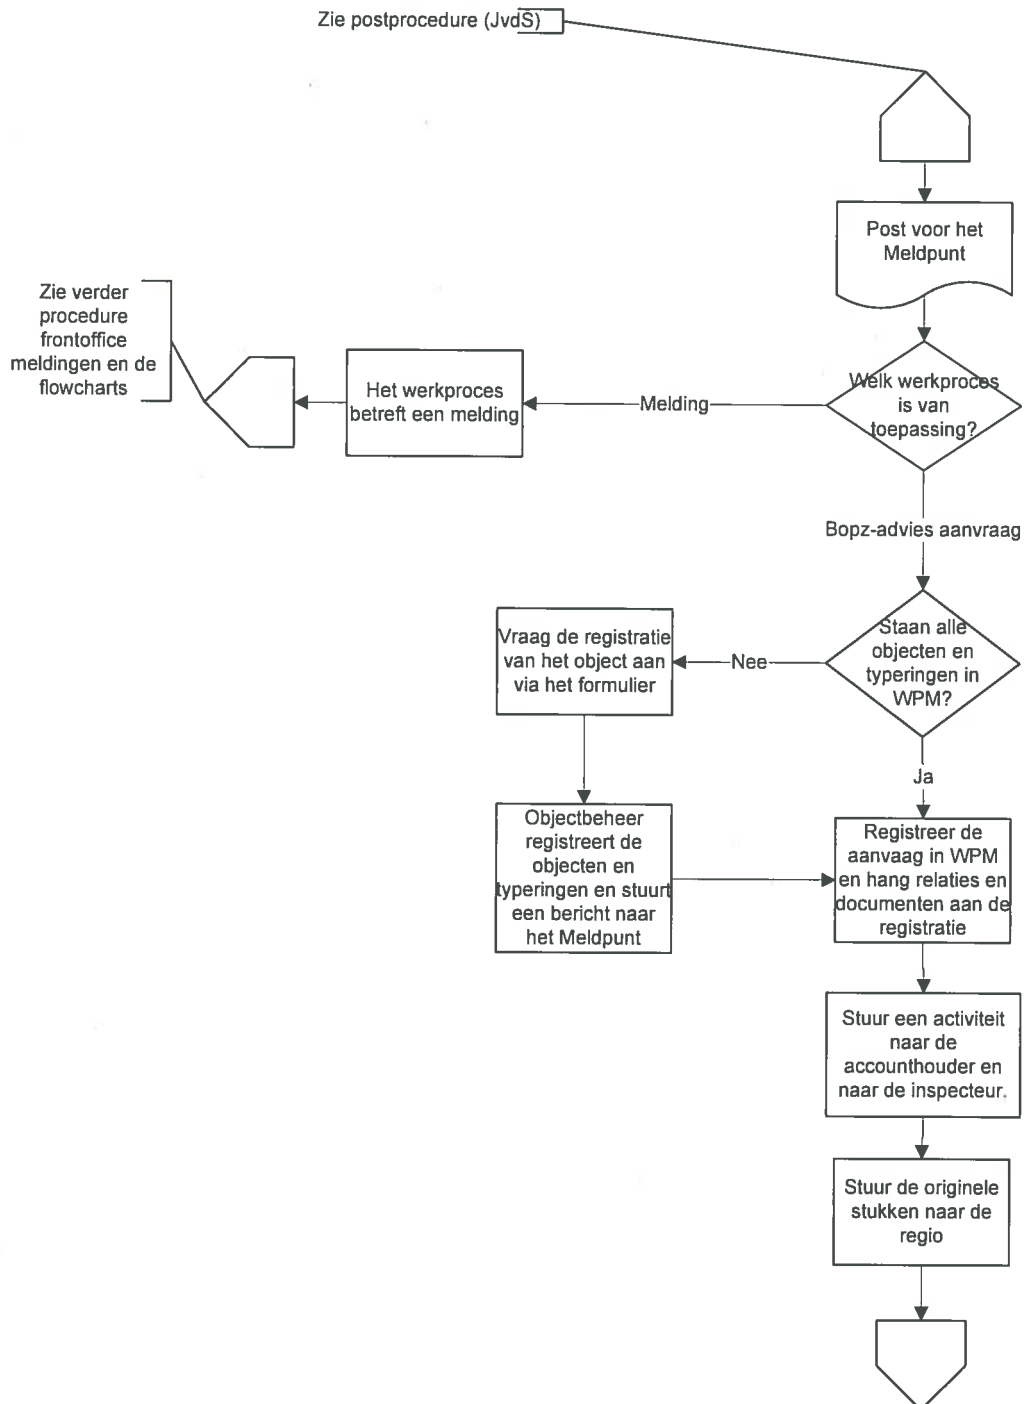 Zie postprocedure (JvdS)
Post voor het
Meldpunt
Zie verder
procedure
frontoffice
meldingen en de
flowcharts
Het werkproces
betreft een melding
Melding
Welk werkproces
is van
toepassing?
Bopz-advies aanvraag
Staan alle
objecten en
typeringen in
WPM?
Nee
Vraag de registratie
van het object aan
via het formulier
Ja
Objectbeheer
registreert de
objecten en
typeringen en stuurt
een bericht naar
het Meldpunt
Registreer de
aanvaag in WPM
en hang relaties en
documenten aan de
registratie
Stuur een activiteit
naar de
accounthouder en
naar de inspecteur.
Stuur de originele
stukken naar de
regio